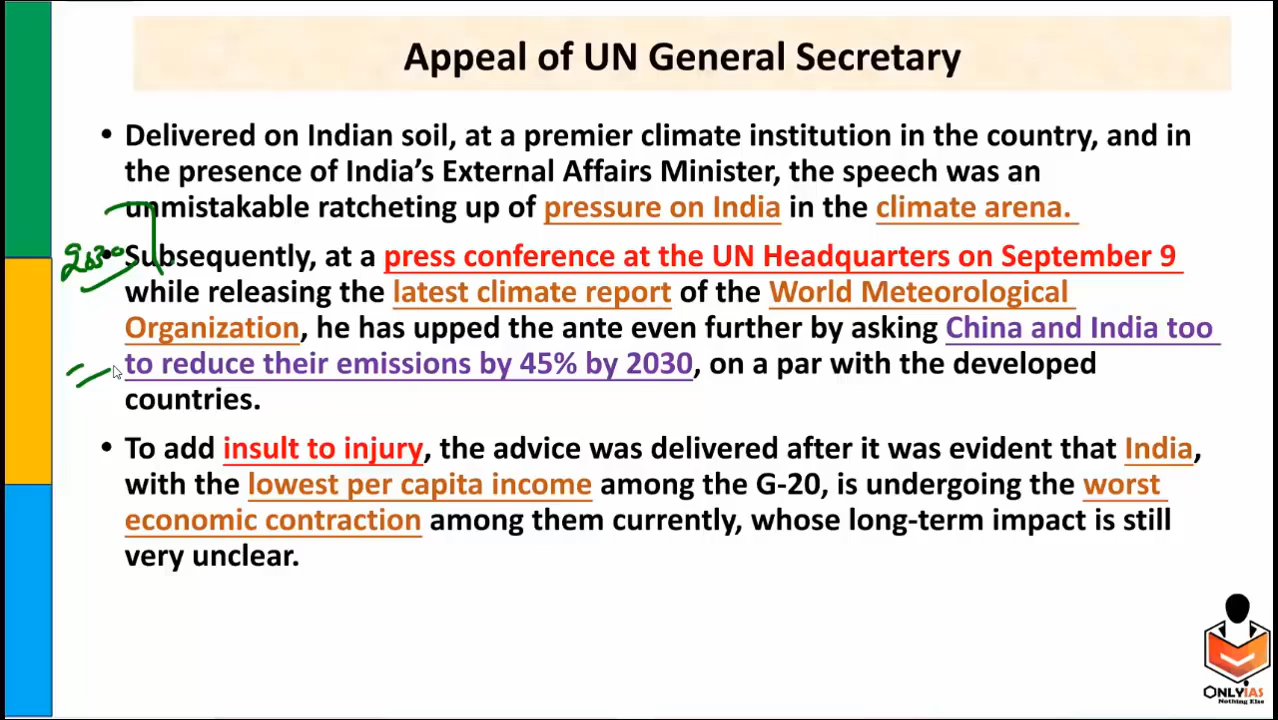 Appeal of UN General Secretary
• Delivered on Indian soil, at a premier climate institution in the country, and in
the presence of India’s External Affairs Minister, the speech was an
unmistakable ratcheting up of pressure on India in the climate arena.
2030
• Subsequently, at a press conference at the UN Headquarters on September 9
while releasing the latest climate report of the World Meteorological
Organization, he has upped the ante even further by asking China and India too
to reduce their emissions by 45% by 2030, on a par with the developed
countries.
• To add insult to injury, the advice was delivered after it was evident that India,
with the lowest per capita income among the G-20, is undergoing the worst
economic contraction among them currently, whose long-term impact is still
very unclear.
ONLYIAS
Nothing Else